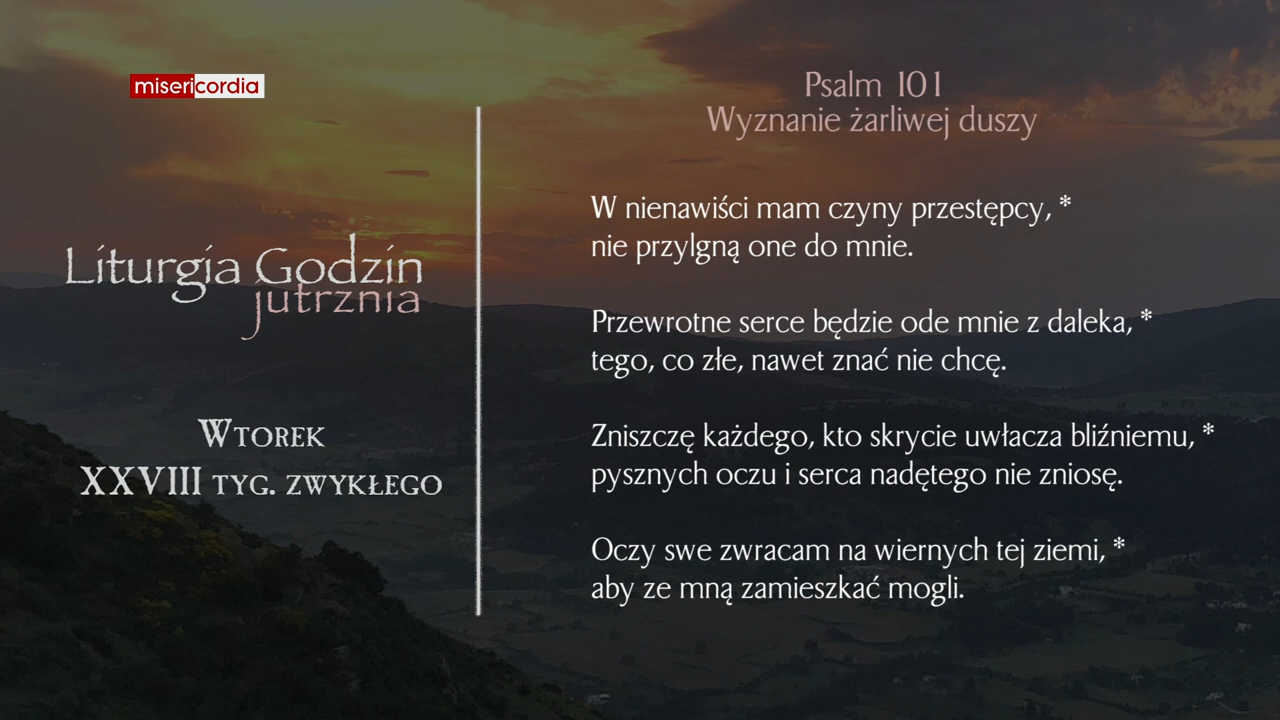 misericordia
Liturgia Godzin
jutrznia
Wtorek
XXVIII tyg. zwykłego
Psalm 101
Wyznanie żarliwej duszy
W nienawiści mam czyny przestępcy, *
nie przylgną one do mnie.
Przewrotne serce będzie ode mnie z daleka, *
tego, co złe, nawet znać nie chcę.
Zniszczę każdego, kto skrycie uwłacza bliźniemu, *
pysznych oczu i serca nadętego nie zniosę.
Oczy swe zwracam na wiernych tej ziemi, *
aby ze mną zamieszkać mogli.